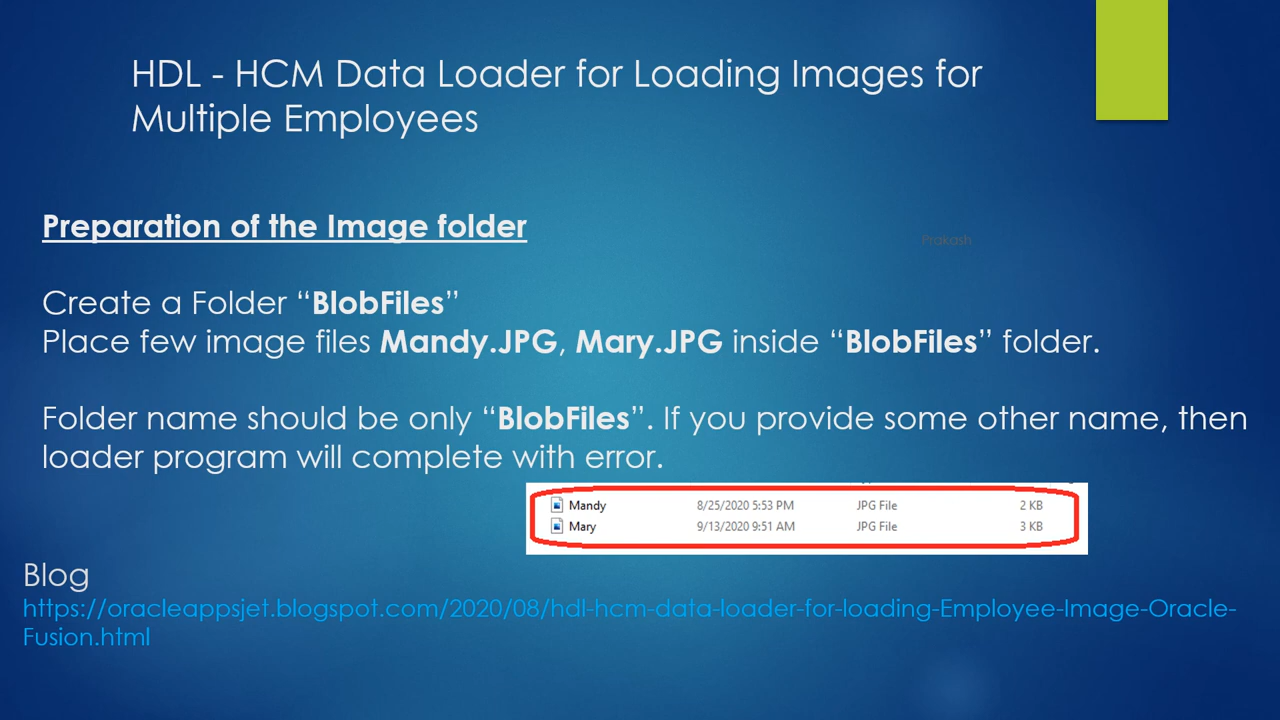 HDL - HCM Data Loader for Loading Images for
Multiple Employees
Preparation of the Image folder
Prakash
Create a Folder “BlobFiles”
Place few image files Mandy.JPG, Mary.JPG inside “BlobFiles” folder.
Folder name should be only “BlobFiles”. If you provide some other name, then
loader program will complete with error.
Mandy 8/25/2020 5:53 PM JPG File 2 KB
Mary 9/13/2020 9:51 AM JPG File 3 KB
Blog
https://oracleappsjet.blogspot.com/2020/08/hdl-hcm-data-loader-for-loading-Employee-Image-Oracle-
Fusion.html